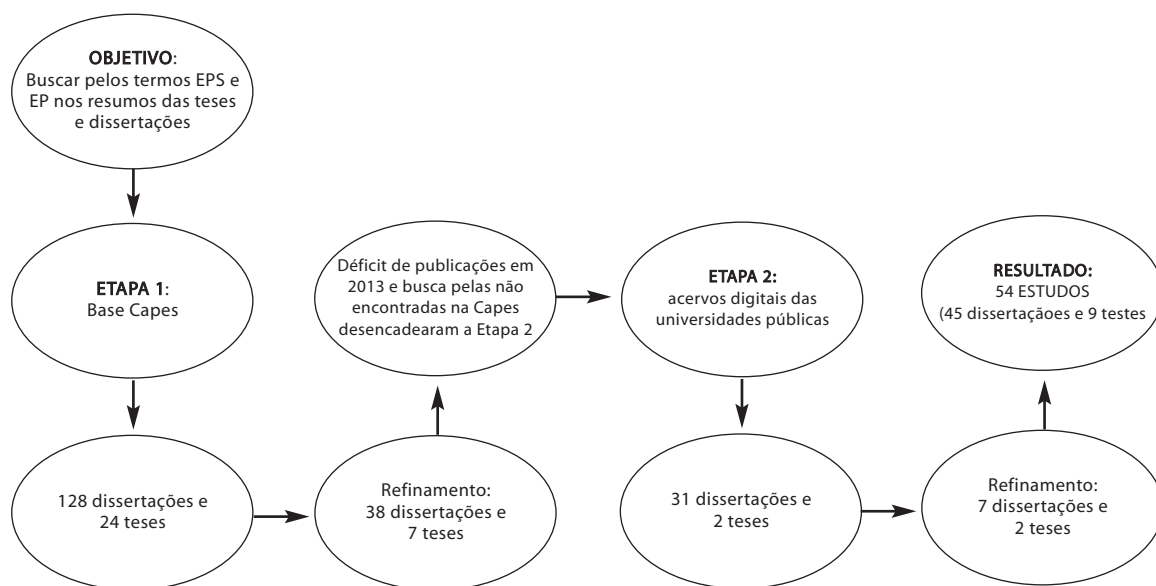 OBJETIVO:
Buscar pelos termos EPS e
EP nos resumos das teses
e dissertações
ETAPA 1:
Base Capes
128 dissertações e
24 teses
Refinamento:
38 dissertações e
7 teses
Déficit de publicações em
2013 e busca pelas não
encontradas na Capes
desencadearam a Etapa 2
ETAPA 2:
acervos digitais das
universidades públicas
31 dissertações e
2 teses
Refinamento:
7 dissertações e
2 teses
RESULTADO:
54 ESTUDOS
(45 dissertaçãoes e 9 testes